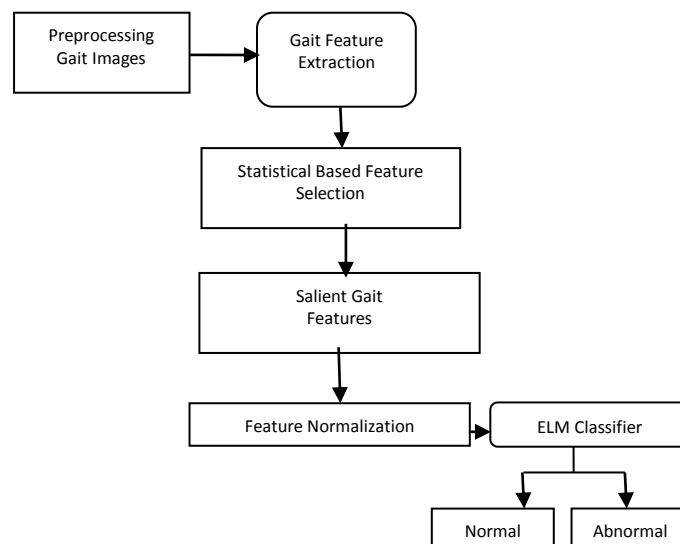 Preprocessing
Gait Images
Gait Feature
Extraction
Statistical Based Feature
Selection
Salient Gait
Features
Feature Normalization
ELM Classifier
Normal
Abnormal